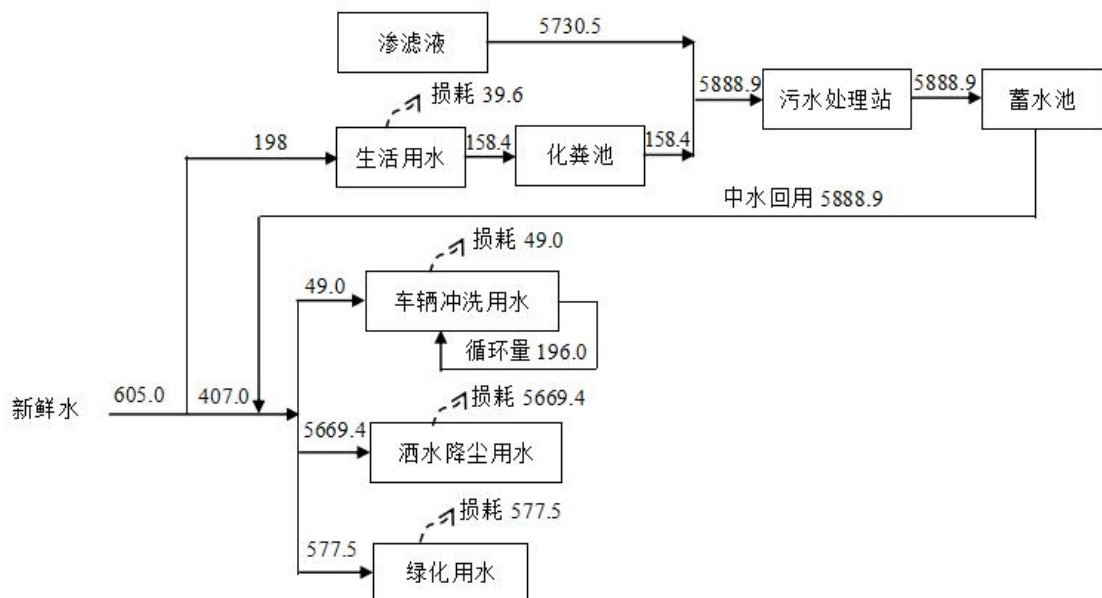 渗滤液
5730.5
损耗 39.6
5888.9
污水处理站
5888.9
蓄水池
198
生活用水
158.4
化粪池
158.4
中水回用 5888.9
损耗 49.0
49.0
车辆冲洗用水
循环量 196.0
新鲜水
605.0
407.0
损耗 5669.4
5669.4
洒水降尘用水
损耗 577.5
577.5
绿化用水